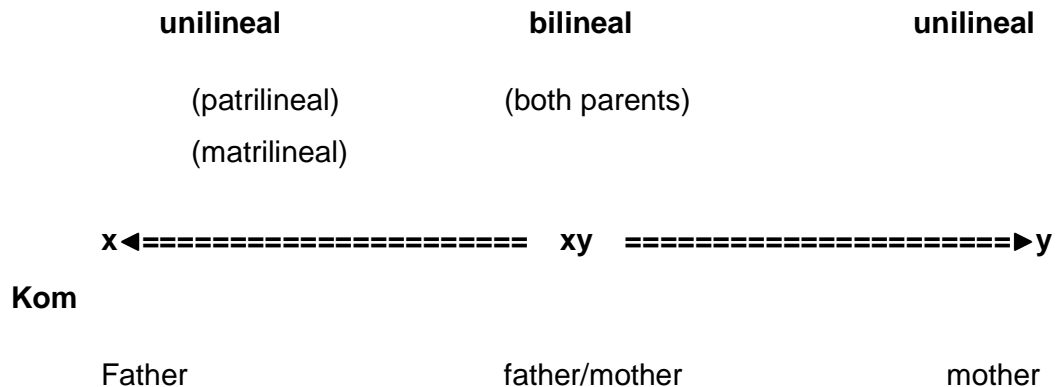 unilineal bilineal unilineal
(patrilineal) (both parents)
(matrilineal)
x◄====================== xy ======================►y
Kom
Father father/mother mother